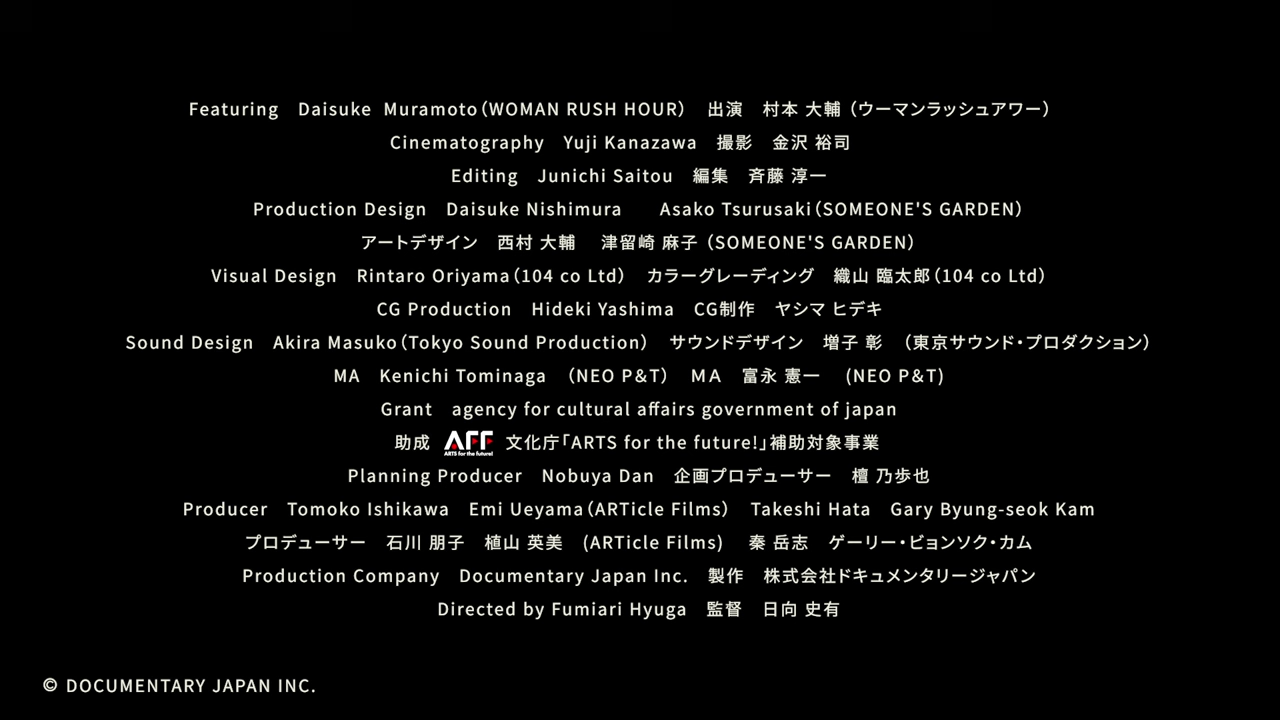 Featuring Daisuke Muramoto(WOMAN RUSH HOUR) 出演 村本 大輔(ウーマンラッシュアワー)
Cinematography Yuji Kanazawa 撮影 金沢 裕司
Editing Junichi Saitou 編集 斉藤 淳一
Production Design Daisuke Nishimura Asako Tsurusaki(SOMEONE'S GARDEN)
アートデザイン 西村 大輔 津留崎 麻子(SOMEONE'S GARDEN)
Visual Design Rintaro Oriyama(104 co Ltd) カラーグレーディング 織山 臨太郎(104 co Ltd)
CG Production Hideki Yashima CG制作 ヤシマ ヒデキ
Sound Design Akira Masuko(Tokyo Sound Production) サウンドデザイン 増子 彰 (東京サウンド・プロダクション)
MA Kenichi Tominaga (NEO P&T) MA 富永 憲一 (NEO P&T)
Grant agency for cultural affairs government of japan
助成 AFF ARTS for the future! 文化庁「ARTS for the future!」補助対象事業
Planning Producer Nobuya Dan 企画プロデューサー 檀 乃歩也
Producer Tomoko Ishikawa Emi Ueyama(ARTicle Films) Takeshi Hata Gary Byung-seok Kam
プロデューサー 石川 朋子 植山 英美 (ARTicle Films) 秦 岳志 ゲーリー・ビョンソク・カム
Production Company Documentary Japan Inc. 製作 株式会社ドキュメンタリージャパン
Directed by Fumiari Hyuga 監督 日向 史有
© DOCUMENTARY JAPAN INC.